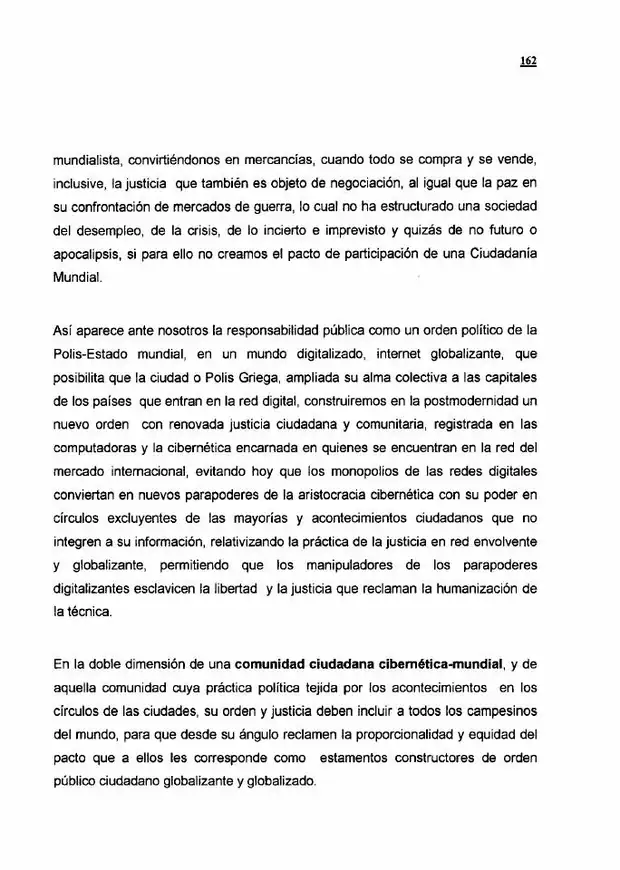 162
mundialista, convirtiéndonos en mercancías, cuando todo se compra y se vende,
inclusive, la justicia que también es objeto de negociación, al igual que la paz en
su confrontación de mercados de guerra, lo cual no ha estructurado una sociedad
del desempleo, de la crisis, de lo incierto e imprevisto y quizás de no futuro o
apocalipsís, si para ello no creamos el pacto de participación de una Ciudadanía
Mundial.
Así aparece ante nosotros la responsabilidad pública como un orden político de la
Polis-Estado mundial, en un mundo digitalizado, internet globalizante, que
posibilita que la ciudad o Polis Griega, ampliada su alma colectiva a las capitales
de los países que entran en la red digital, construiremos en la postmodernidad un
nuevo orden con renovada justicia ciudadana y comunitaria, registrada en las
computadoras y la cibernética encarnada en quienes se encuentran en la red del
mercado internacional, evitando hoy que los monopolios de las redes digitales
conviertan en nuevos parapoderes de la aristocracia cibernética con su poder en
círculos excluyentes de las mayorías y acontecimientos ciudadanos que no
integren a su información, relativizando la práctica de la justicia en red envolvente
y globalizante, permitiendo que los manipuladores de los parapoderes
digitalizantes esclavicen la libertad y la justicia que reclaman la humanización de
la técnica.
En la doble dimensión de una comunidad ciudadana cibernética-mundial, y de
aquella comunidad cuya práctica política tejida por los acontecimientos en los
círculos de las ciudades, su orden y justicia deben incluir a todos los campesinos
del mundo, para que desde su ángulo reclamen la proporcionalidad y equidad del
pacto que a ellos les corresponde como estamentos constructores de orden
público ciudadano globalizante y globalizado.